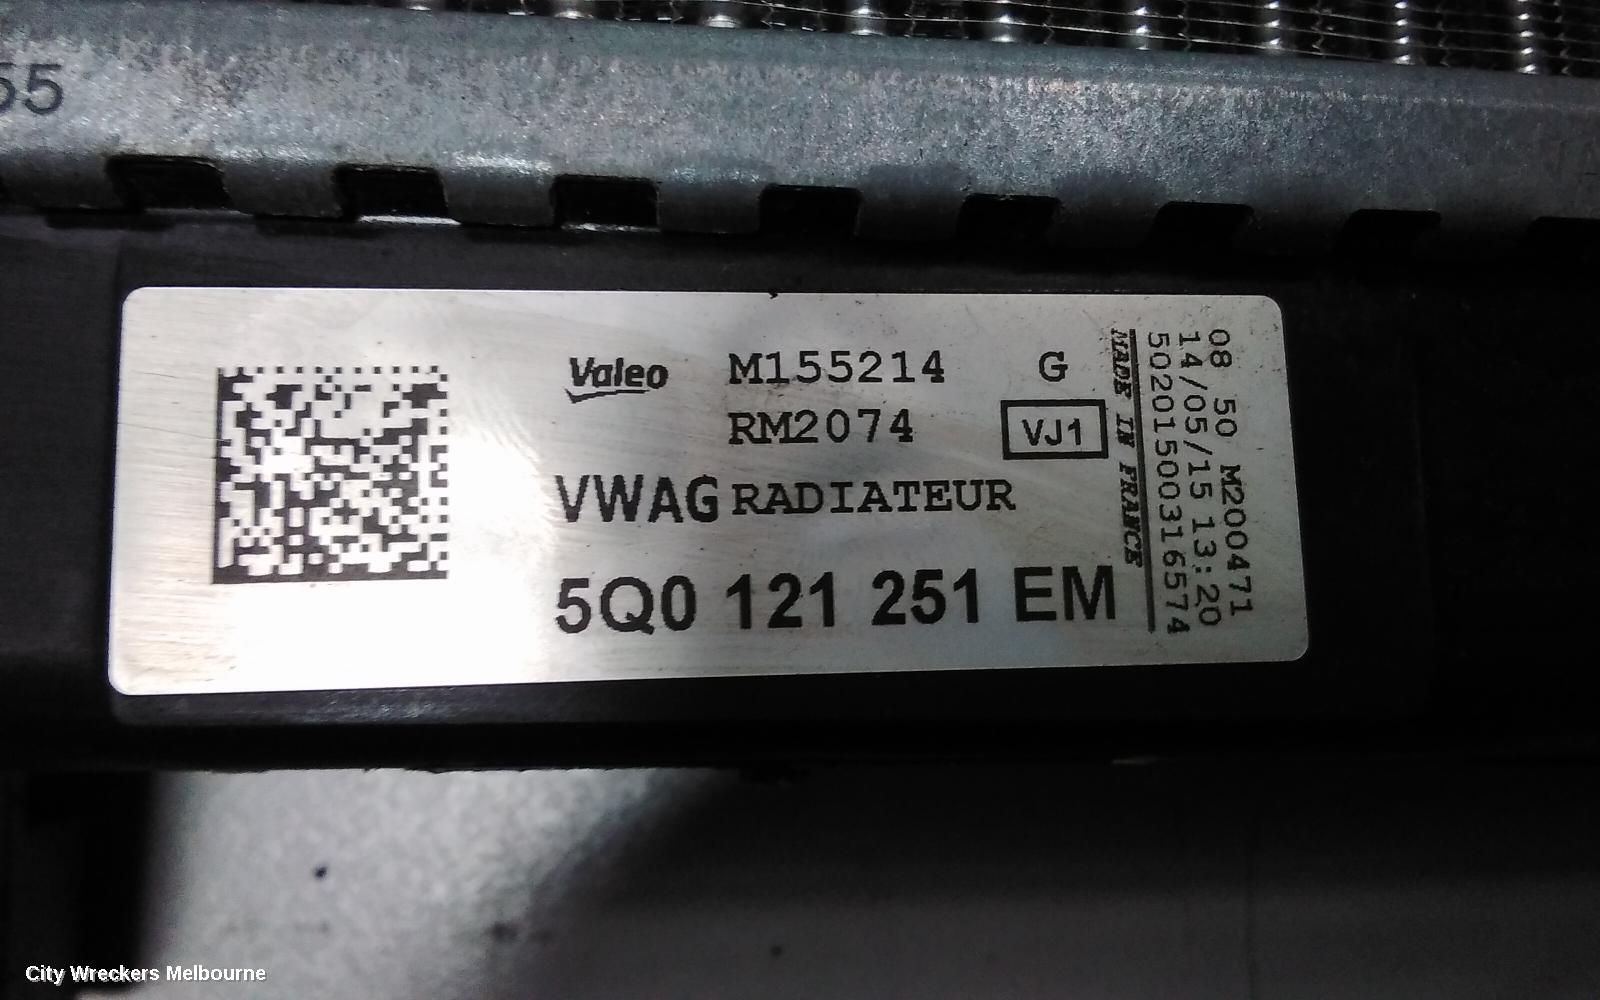 55
Valeo M155214 G
RM2074 VJ1
VWAG RADIATEUR
5Q0 121 251 EM
MADE IN FRANCE
08 50 M200471
14/05/15 13:20
50201500316574
City Wreckers Melbourne